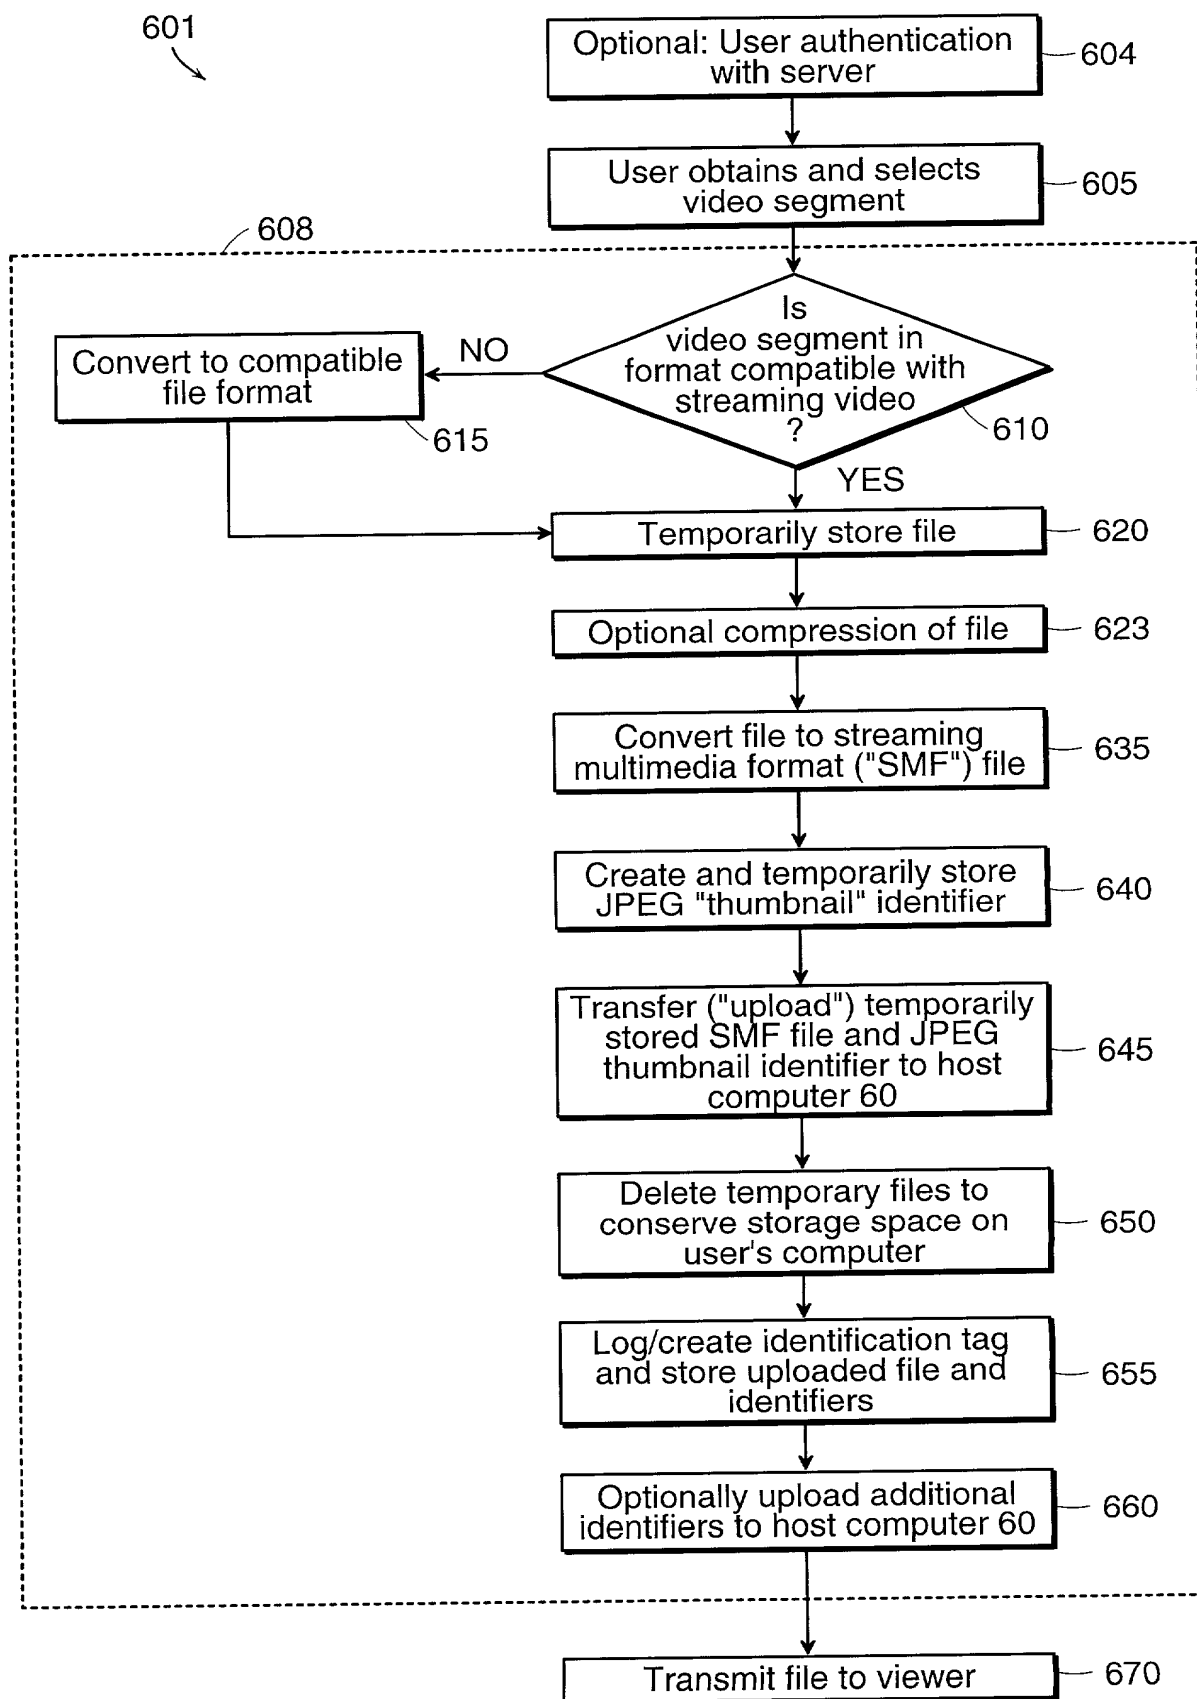 601
Optional: User authentication
with server
604
User obtains and selects
video segment
605
608
Is
video segment in
format compatible with
streaming video
?
610
NO
Convert to compatible
file format
615
YES
Temporarily store file
620
Optional compression of file
623
Convert file to streaming
multimedia format ("SMF") file
635
Create and temporarily store
JPEG "thumbnail" identifier
640
Transfer ("upload") temporarily
stored SMF file and JPEG
thumbnail identifier to host
computer 60
645
Delete temporary files to
conserve storage space on
user's computer
650
Log/create identification tag
and store uploaded file and
identifiers
655
Optionally upload additional
identifiers to host computer 60
660
Transmit file to viewer
670